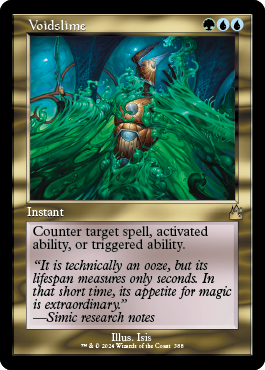 Voidslime
Instant
Counter target spell, activated
ability, or triggered ability.
“It is technically an ooze, but its
lifespan measures only seconds. In
that short time, its appetite for magic
is extraordinary.”
—Simic research notes
Illus. Isis
™ & © 2024 Wizards of the Coast 388